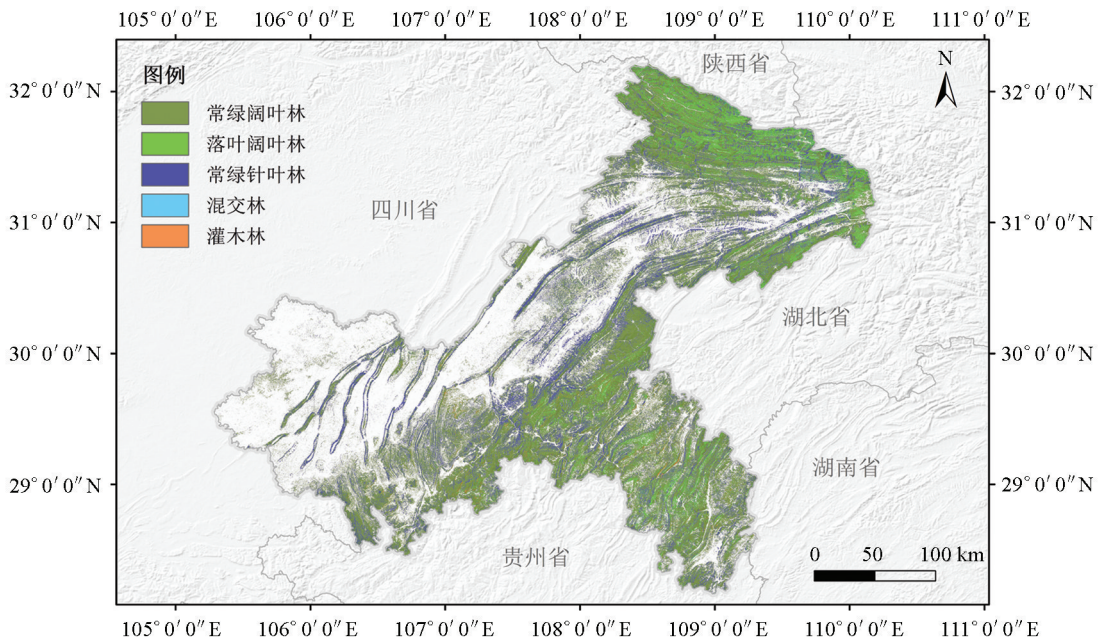 105° 0′ 0″E 106° 0′ 0″E 107° 0′ 0″E 108° 0′ 0″E 109° 0′ 0″E 110° 0′ 0″E 111° 0′ 0″E
图例
常绿阔叶林
落叶阔叶林
常绿针叶林
混交林
灌木林
陕西省
N
32° 0′ 0″N
32° 0′ 0″N
四川省
31° 0′ 0″N
31° 0′ 0″N
湖北省
30° 0′ 0″N
30° 0′ 0″N
湖南省
29° 0′ 0″N
29° 0′ 0″N
贵州省
0 50 100 km
105° 0′ 0″E 106° 0′ 0″E 107° 0′ 0″E 108° 0′ 0″E 109° 0′ 0″E 110° 0′ 0″E 111° 0′ 0″E